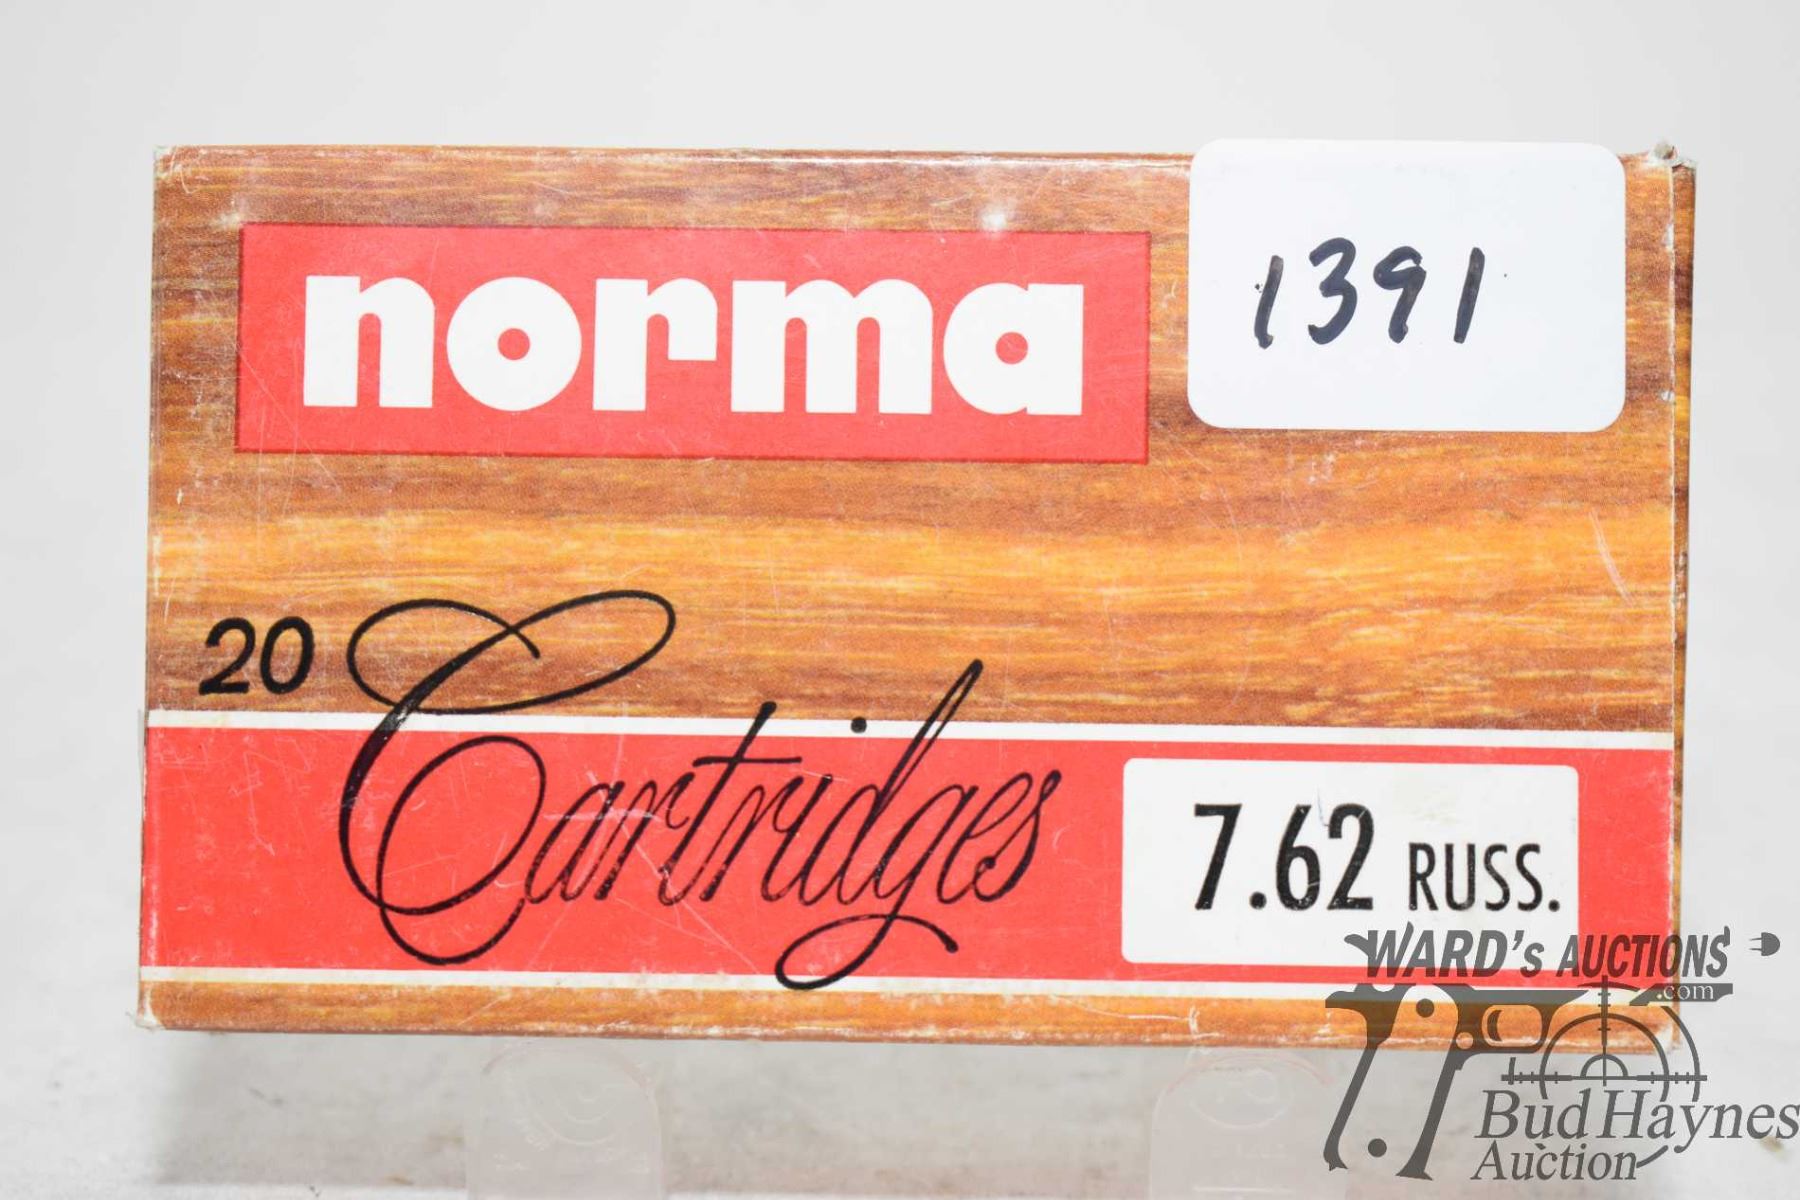 norma
1391
20 Cartridges
7.62 RUSS.
WARD's AUCTIONS
.com
Bud Haynes
Auction